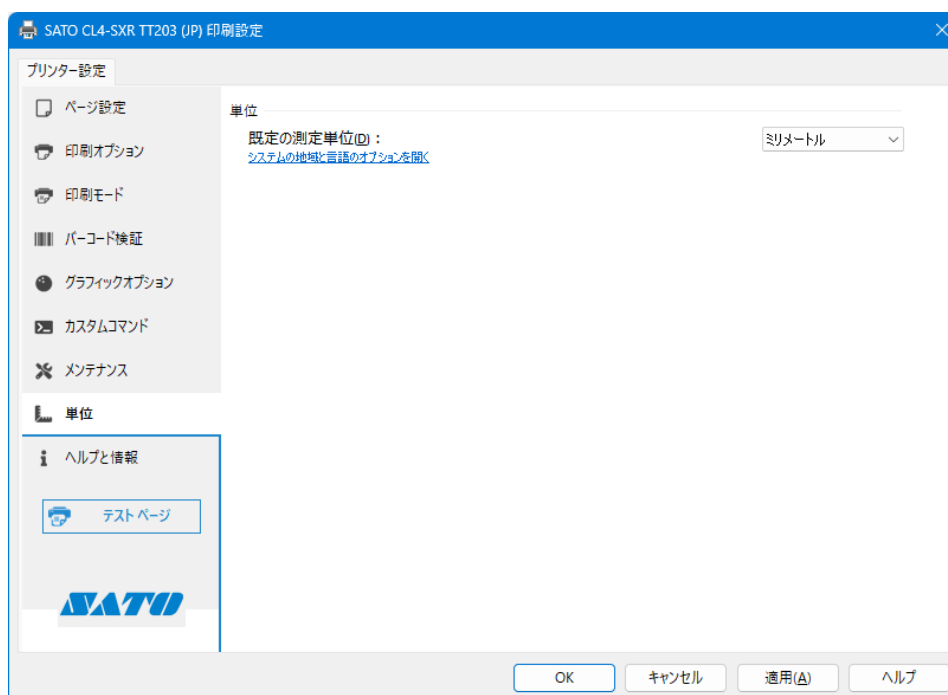 SATO CL4-SXR TT203 (JP) 印刷設定
プリンター設定
ページ設定
印刷オプション
印刷モード
バーコード検証
グラフィックオプション
カスタムコマンド
メンテナンス
単位
ヘルプと情報
テスト ページ
SATO
単位
既定の測定単位(D)：
ミリメートル
システムの地域と言語のオプションを開く
OK
キャンセル
適用(A)
ヘルプ